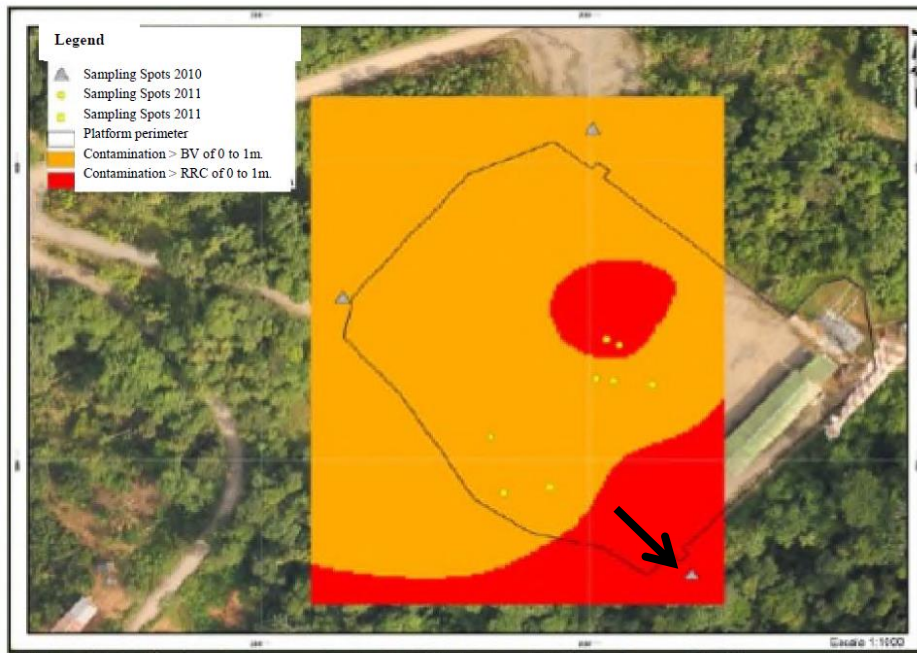 Legend
Sampling Spots 2010
Sampling Spots 2011
Sampling Spots 2011
Platform perimeter
Contamination > BV of 0 to 1m.
Contamination > RRC of 0 to 1m.
Escala 1:1000